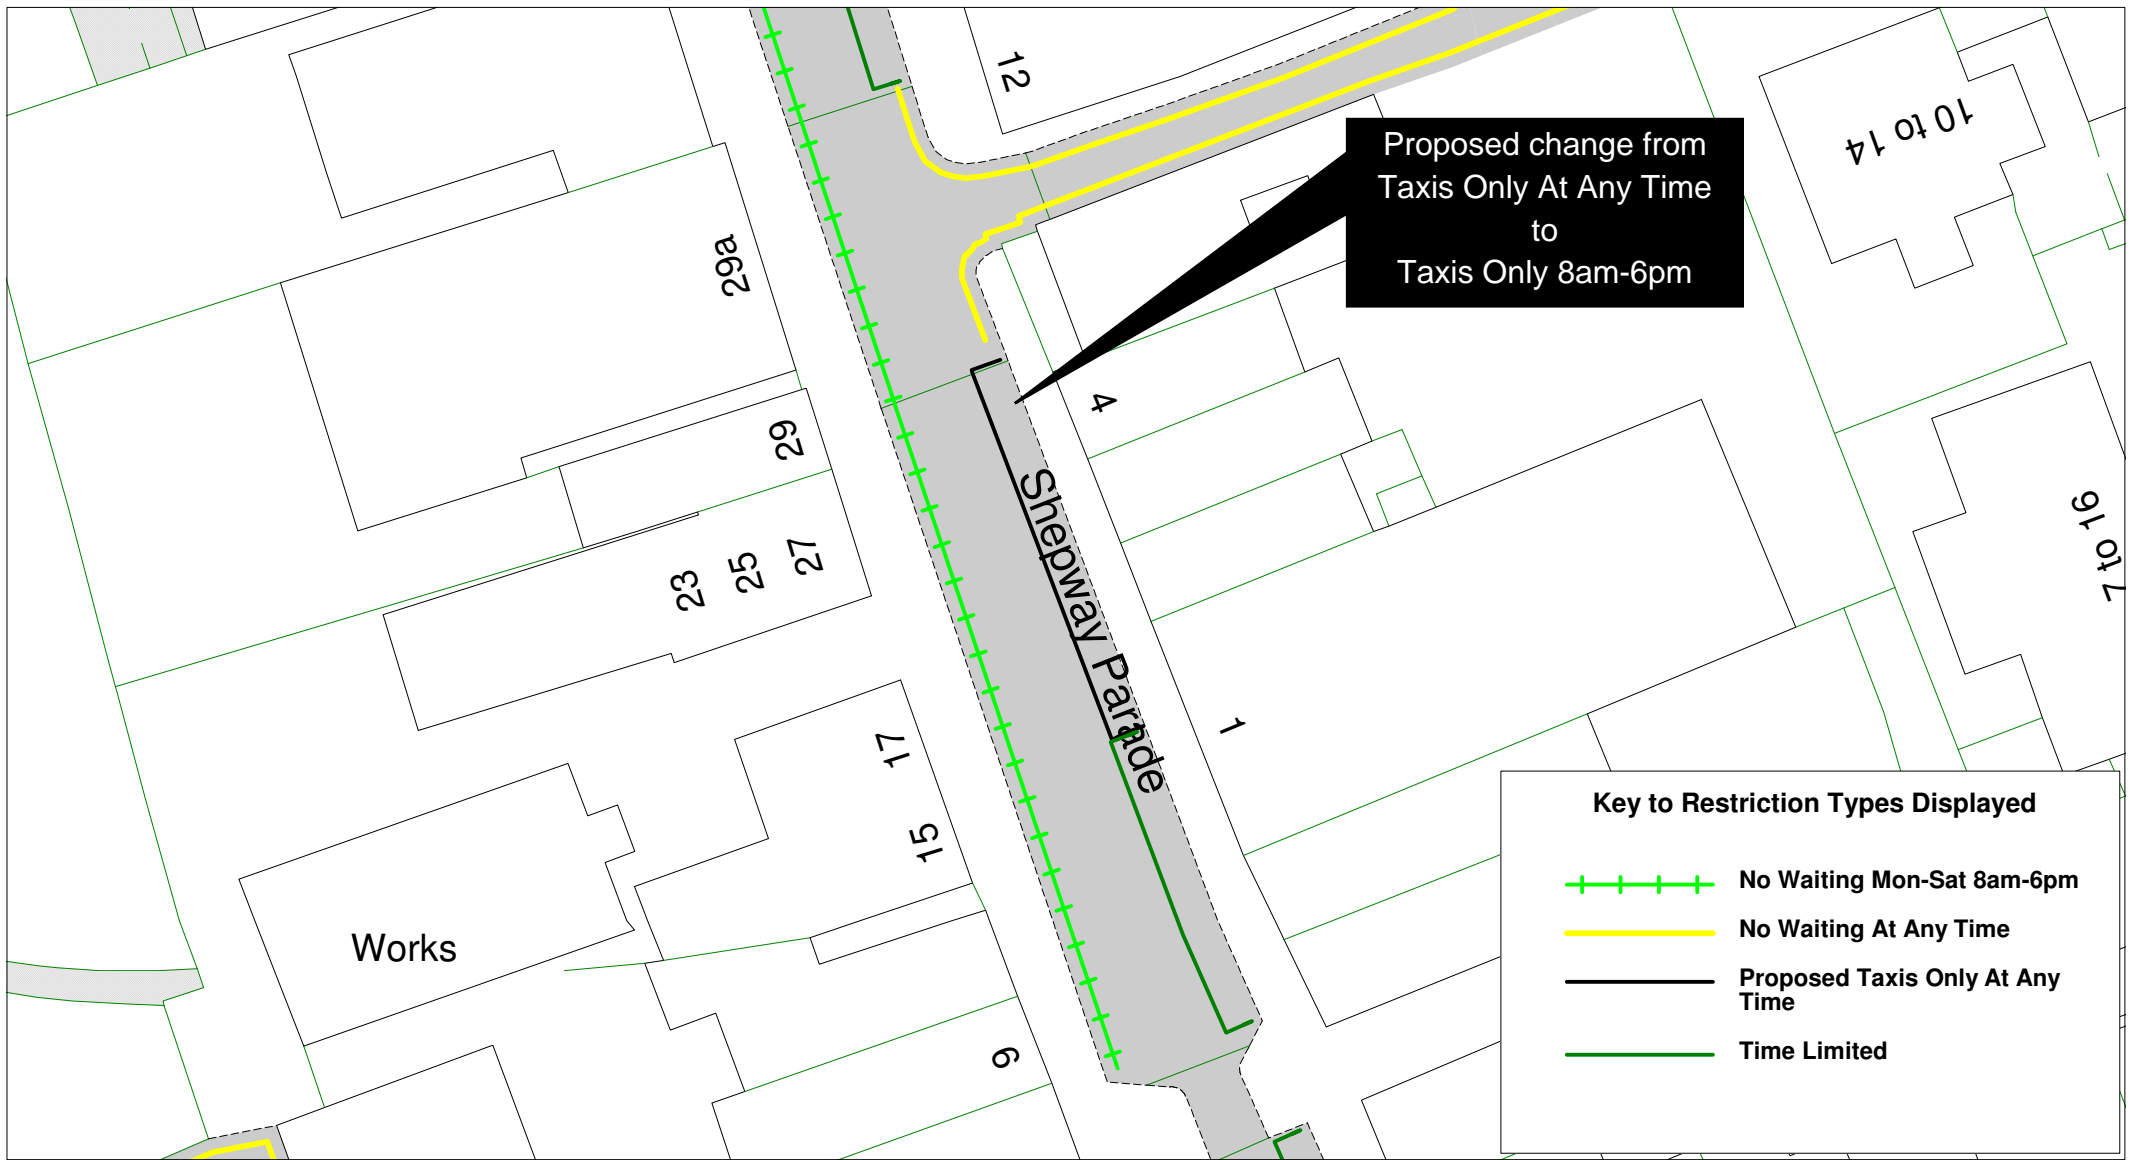 12
10 to 14
Proposed change from
Taxis Only At Any Time
to
Taxis Only 8am-6pm
29a
4
29
Shepway Parade
7 to 16
27
25
23
1
17
15
Works
9
Key to Restriction Types Displayed
No Waiting Mon-Sat 8am-6pm
No Waiting At Any Time
Proposed Taxis Only At Any
Time
Time Limited